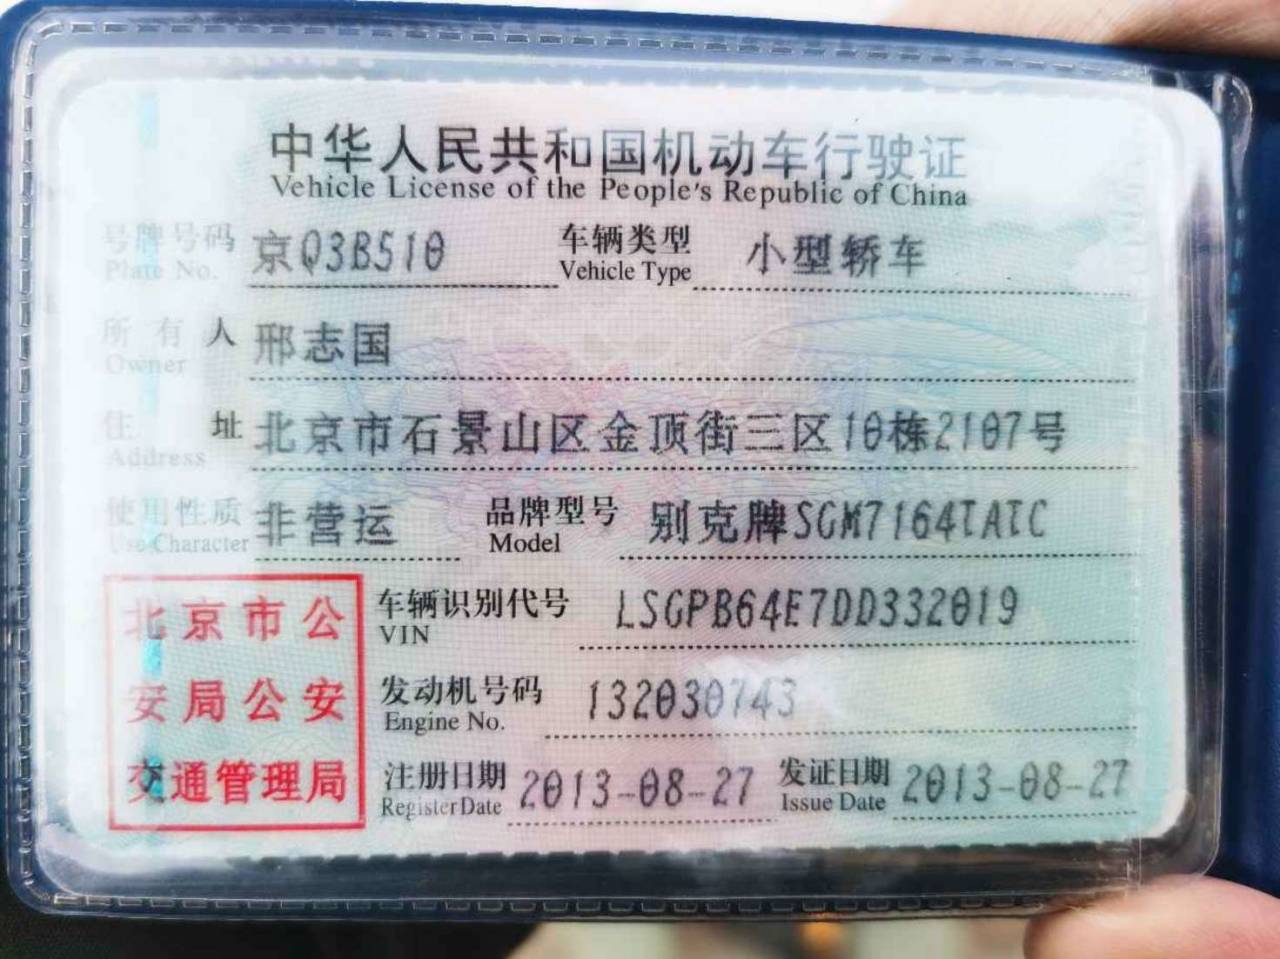 中华人民共和国机动车行驶证
Vehicle License of the People's Republic of China
号牌号码 京Q3B510 车辆类型 小型轿车
Plate No. Vehicle Type
所有人 邢志国
Owner
住址 北京市石景山区金顶街三区10栋2107号
Address
使用性质 非营运 品牌型号 别克牌SGM7164TATC
Use Character Model
北京市公安局公安交通管理局
车辆识别代号 LSGPB64E7DD332019
VIN
发动机号码 132030743
Engine No.
注册日期 2013-08-27 发证日期 2013-08-27
Register Date Issue Date